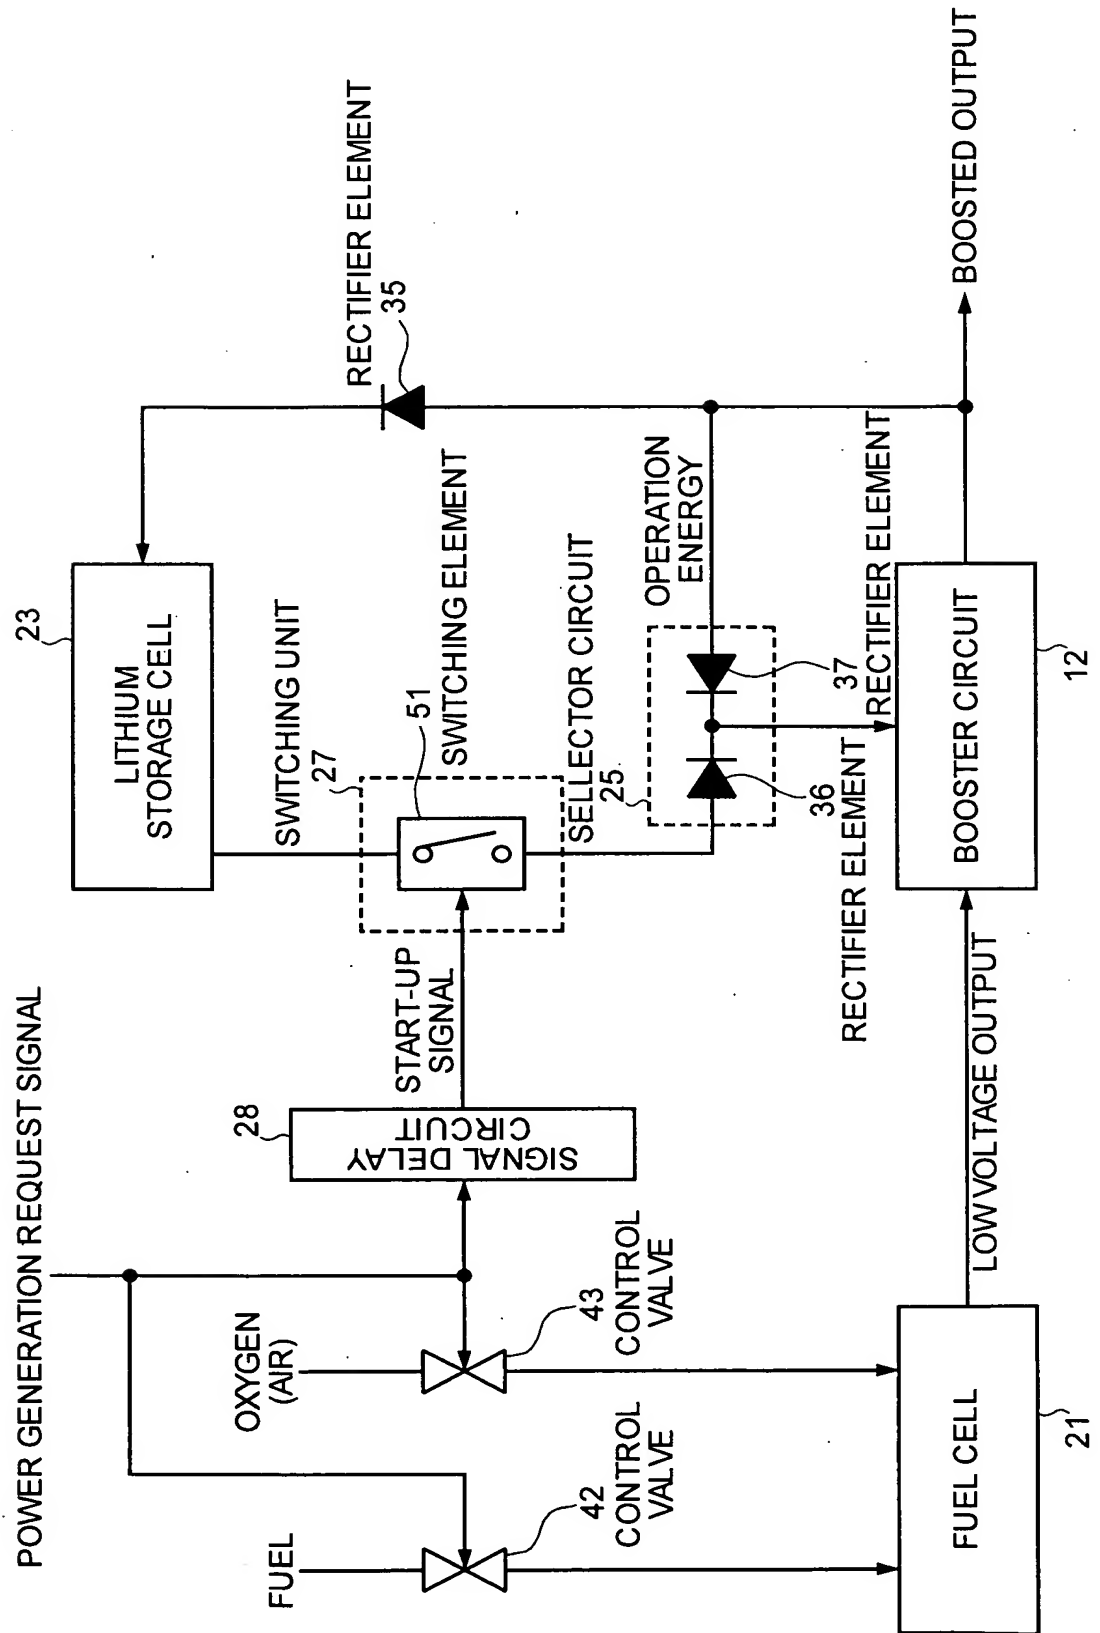 POWER GENERATION REQUEST SIGNAL
FUEL
42
CONTROL
VALVE
OXYGEN
(AIR)
43
CONTROL
VALVE
28
SIGNAL DELAY
CIRCUIT
START-UP
SIGNAL
23
LITHIUM
STORAGE CELL
SWITCHING UNIT
27
51
SWITCHING ELEMENT
SELLECTOR CIRCUIT
25
RECTIFIER ELEMENT
35
OPERATION
ENERGY
36
RECTIFIER ELEMENT
37
RECTIFIER ELEMENT
FUEL CELL
21
LOW VOLTAGE OUTPUT
BOOSTER CIRCUIT
12
BOOSTED OUTPUT